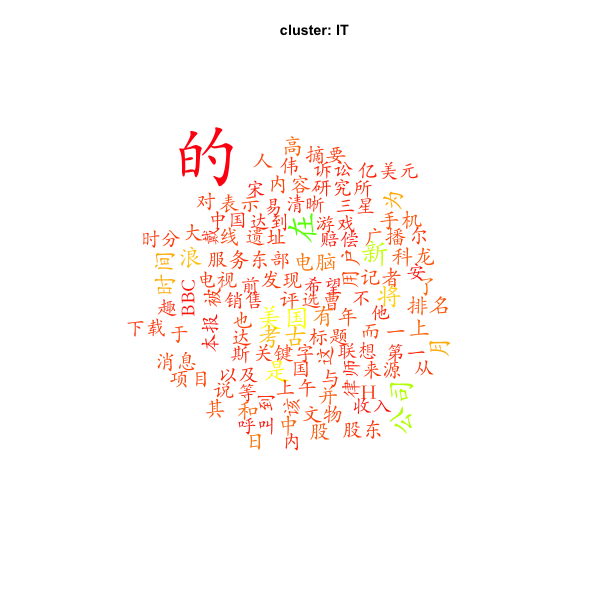 cluster: IT
的
高
人 伟 摘要
诉讼 亿美元
宋 内容 研究所
对 表示 易 清晰 三星 为
中国 达到 在 游戏 手机
时分 大 线 遗址 赔偿 广播 尔
时间 浪 服务 东部 电脑 用户 新 科龙
BBC 电视 前 发现 希望 记者 安
被 销售 评选 曹 不 将 了
趣 美国 有 年 他 排名
下载 于 本报 也 达 考古 标题 而 一 上
斯 关键字 这 联想 第一 月
消息 是 国 律师 来源 从
项目 以及 与
说 等 上午 并 H
其 和 到 该 文物 收入 公司
呼叫 中 股 股东
日 内